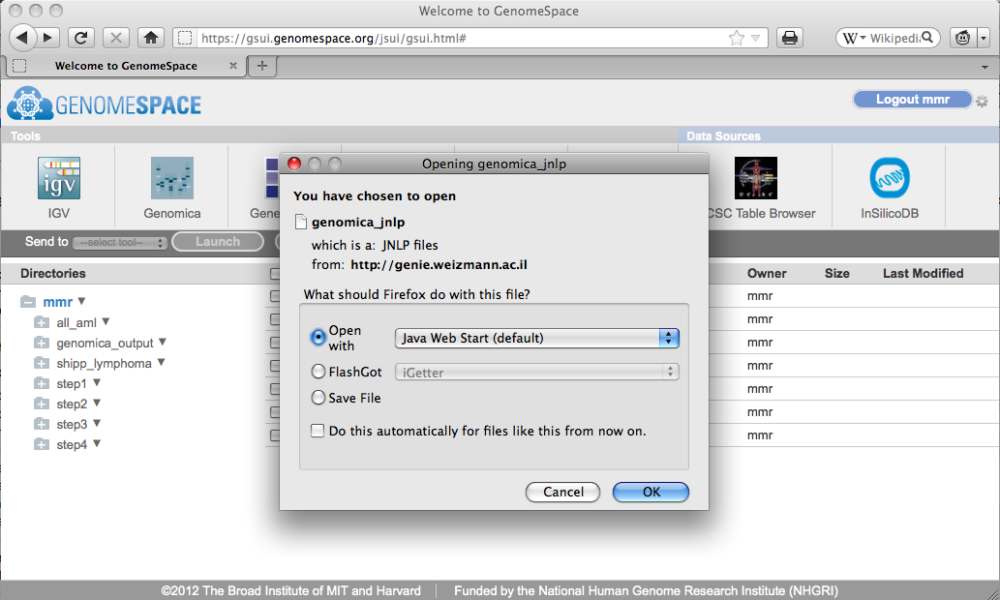 Welcome to GenomeSpace
https://gsui.genomespace.org/jsui/gsui.html#
W Wikipedi
Welcome to GenomeSpace
GENOMESPACE
Logout mmr
Tools
Data Sources
igv
IGV
Genomica
Gene
CSC Table Browser
InSilicoDB
Send to
--select tool--
Launch
Directories
Owner
Size
Last Modified
mmr
all_aml
genomica_output
shipp_lymphoma
step1
step2
step3
step4
mmr
mmr
mmr
mmr
mmr
mmr
mmr
Opening genomica_jnlp
You have chosen to open
genomica_jnlp
which is a: JNLP files
from: http://genie.weizmann.ac.il
What should Firefox do with this file?
Open with
Java Web Start (default)
FlashGot
iGetter
Save File
Do this automatically for files like this from now on.
Cancel
OK
©2012 The Broad Institute of MIT and Harvard
Funded by the National Human Genome Research Institute (NHGRI)